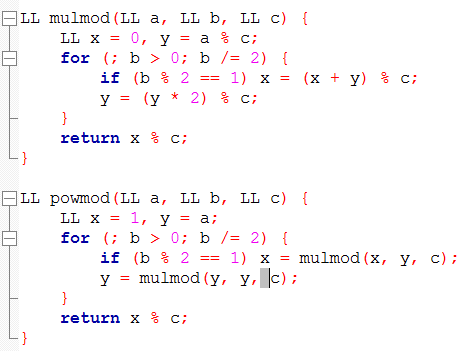 LL mulmod(LL a, LL b, LL c) {
    LL x = 0, y = a % c;
    for (; b > 0; b /= 2) {
        if (b % 2 == 1) x = (x + y) % c;
        y = (y * 2) % c;
    }
    return x % c;
}
LL powmod(LL a, LL b, LL c) {
    LL x = 1, y = a;
    for (; b > 0; b /= 2) {
        if (b % 2 == 1) x = mulmod(x, y, c);
        y = mulmod(y, y, c);
    }
    return x % c;
}